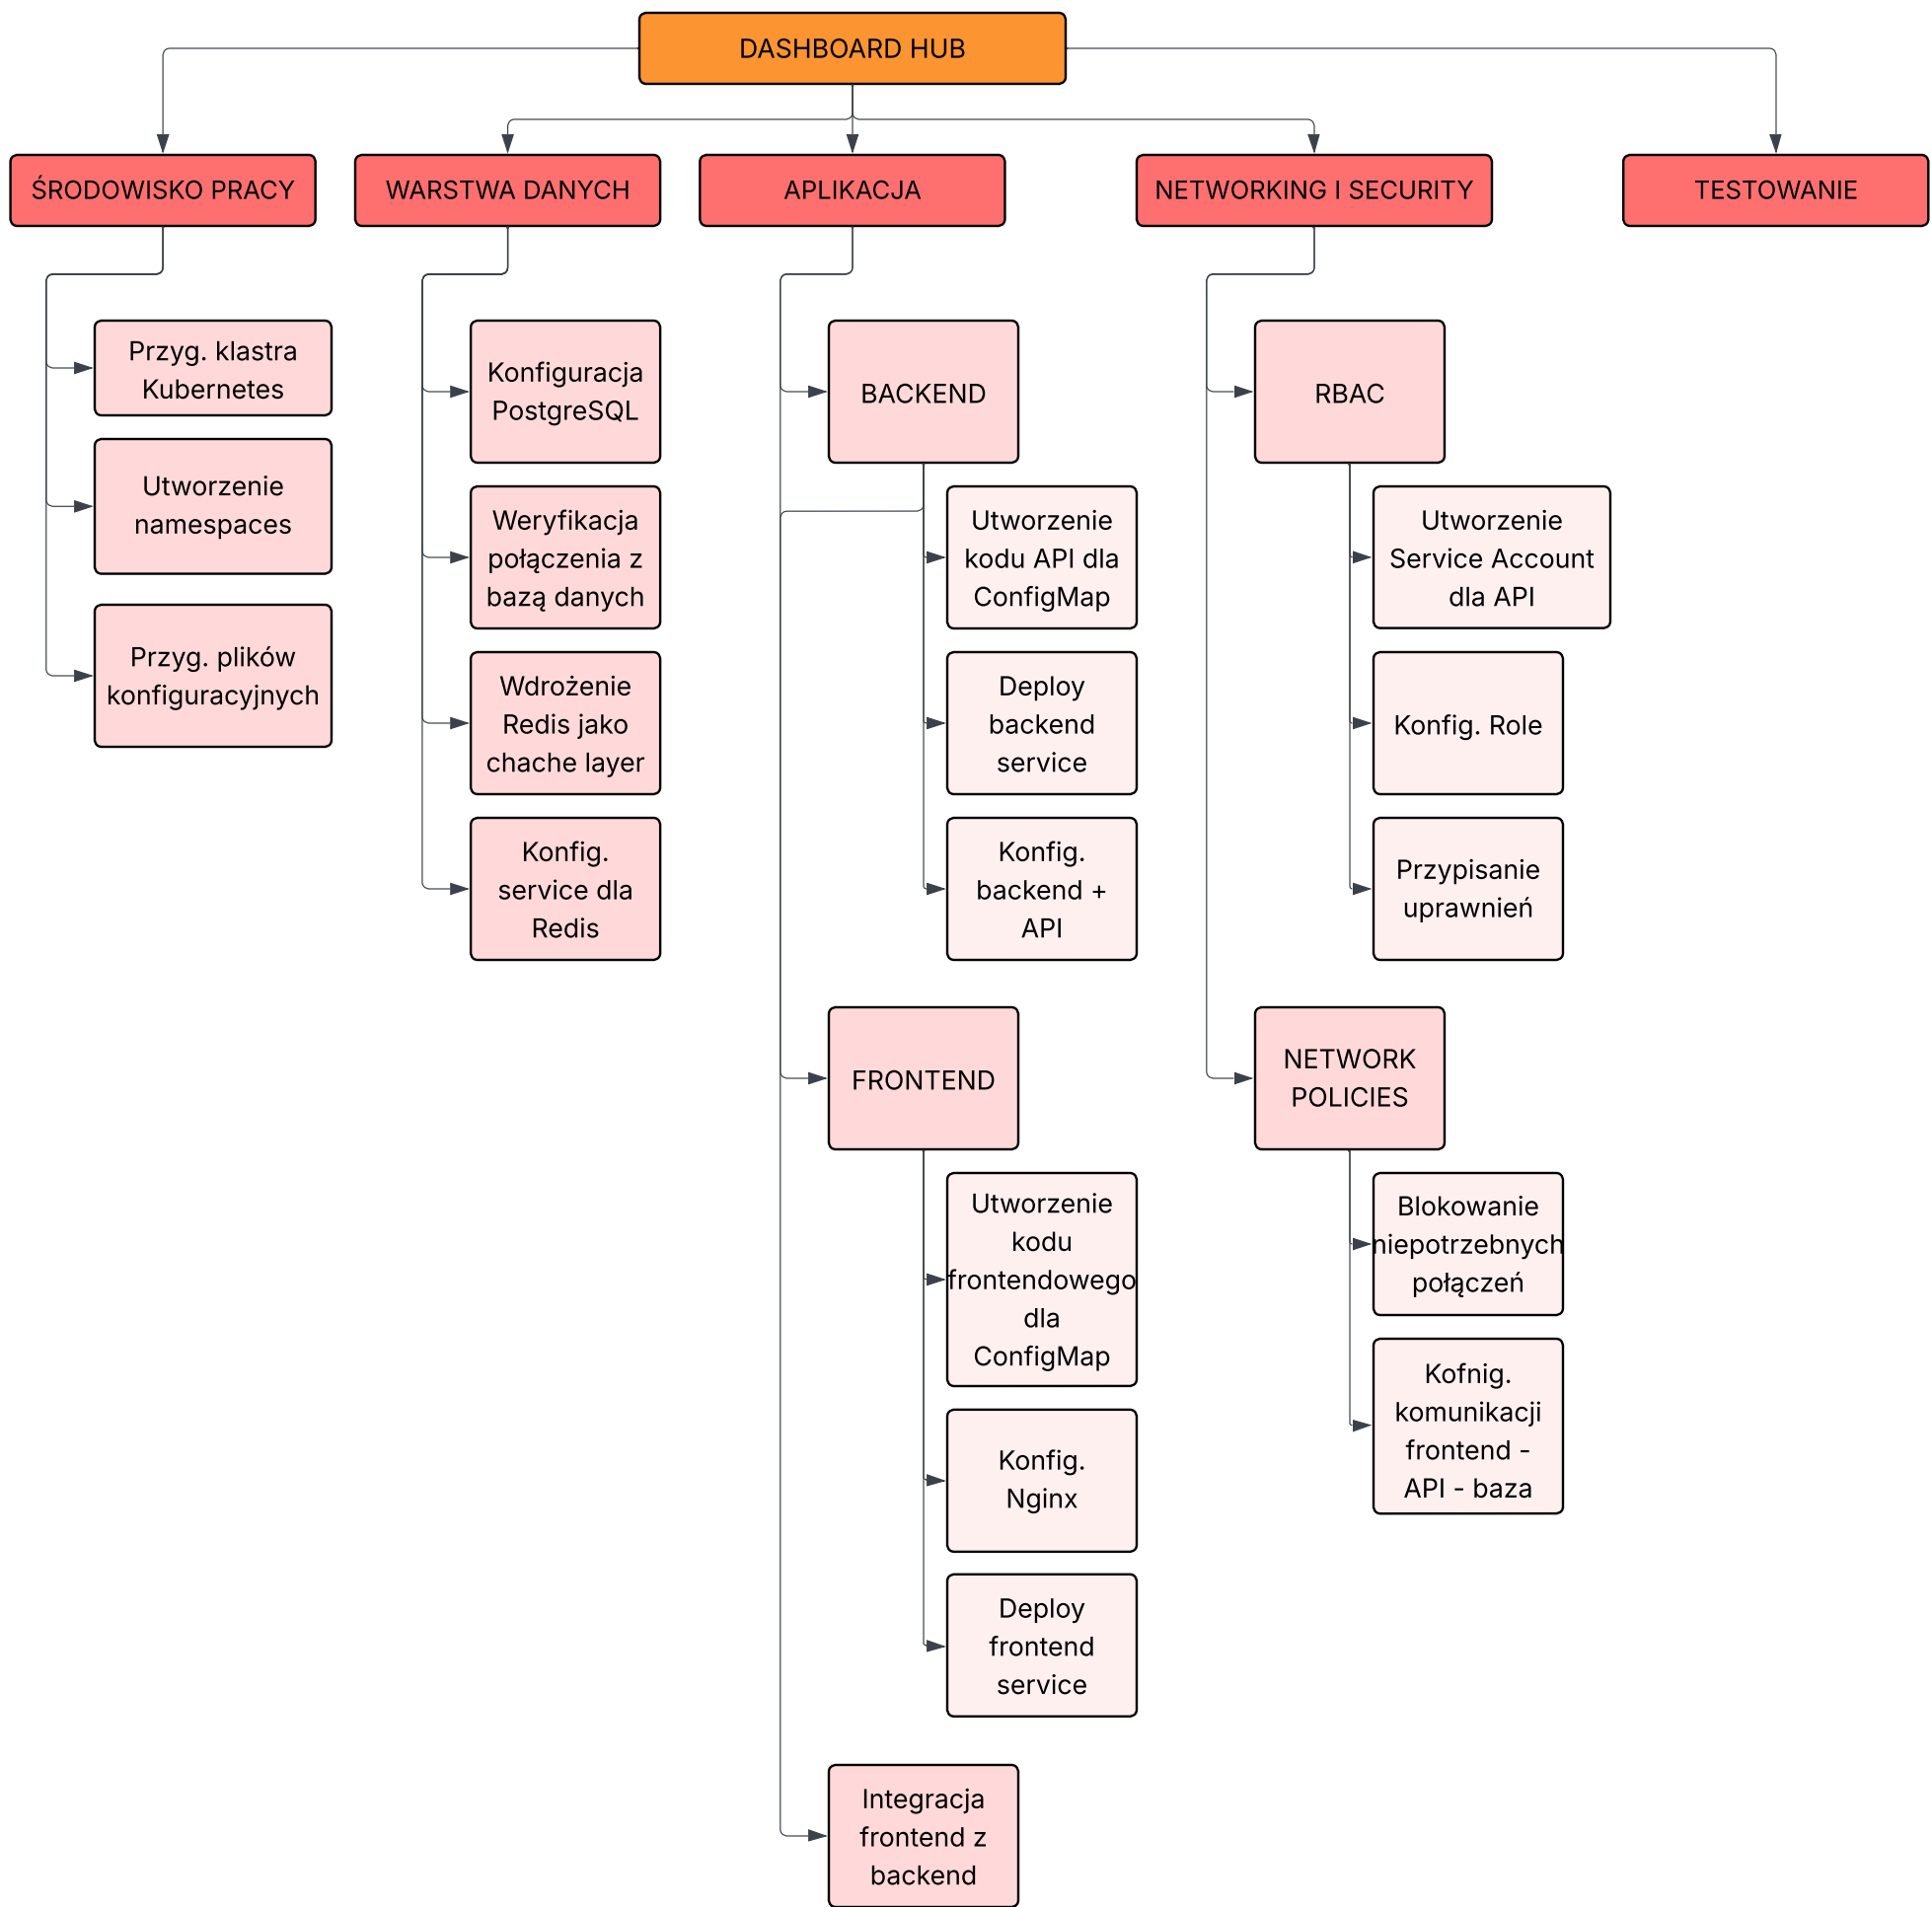 DASHBOARD HUB
ŚRODOWISKO PRACY
WARSTWA DANYCH
APLIKACJA
NETWORKING I SECURITY
TESTOWANIE
Przyg. klastra
Kubernetes
Utworzenie
namespaces
Przyg. plików
konfiguracyjnych
Konfiguracja
PostgreSQL
Weryfikacja
połączenia z
bazą danych
Wdrożenie
Redis jako
chache layer
Konfig.
service dla
Redis
BACKEND
Utworzenie
kodu API dla
ConfigMap
Deploy
backend
service
Konfig.
backend +
API
FRONTEND
Utworzenie
kodu
frontendowego
dla
ConfigMap
Konfig.
Nginx
Deploy
frontend
service
Integracja
frontend z
backend
RBAC
Utworzenie
Service Account
dla API
Konfig. Role
Przypisanie
uprawnień
NETWORK
POLICIES
Blokowanie
niepotrzebnych
połączeń
Kofnig.
komunikacji
frontend -
API - baza